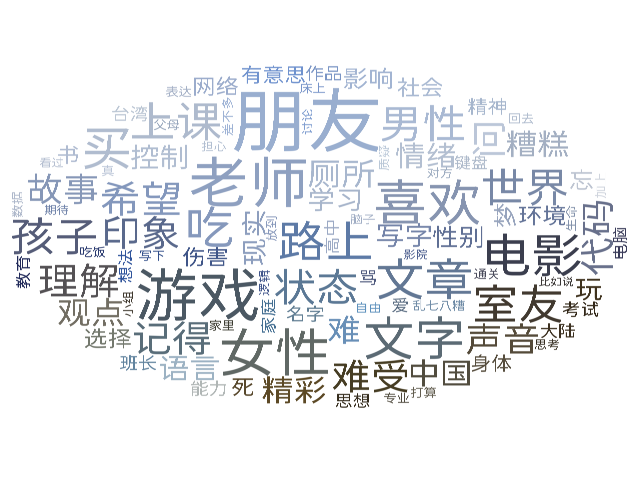 有意思
作品
影响
网络
表达
床上
社会
台湾
父母
差不多
朋友
讨论
男性
精神
回去
上课
买
控制
担心
书
看过
真
老师
厕所
情绪
键盘
糟糕
回
对方
故事
希望
数据
期待
吃
学习
喜欢
世界
忘
梦
环境
孩子
印象
现实
放到
路上
高中
脑子
写字
性别
代码
电影
电脑
教育
吃饭
写下
想法
伤害
影院
理解
小组
游戏
逻辑
状态
骂
文章
通关
比如说
室友
玩
观点
家庭
名字
自由
爱
乱七八糟
考试
选择
记得
家里
女性
难
文字
声音
大陆
思考
班长
语言
能力
死
精彩
难受
中国
身体
思想
专业
打算